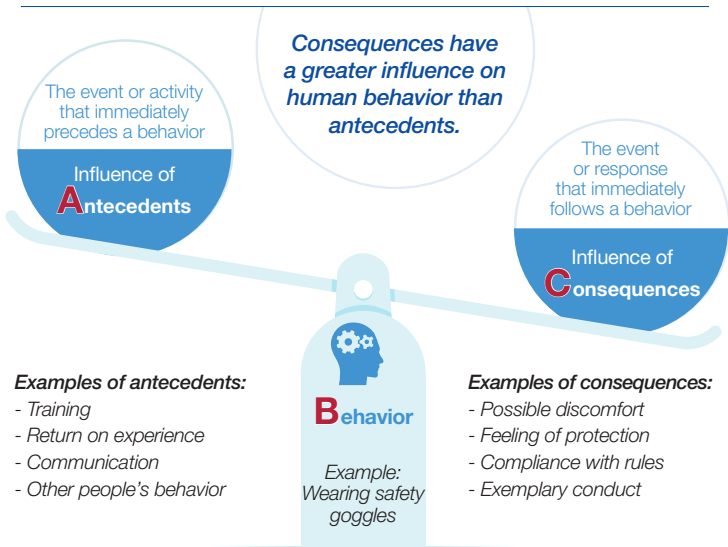 Consequences have
a greater influence on
human behavior than
antecedents.
The event or activity
that immediately
precedes a behavior
Influence of
Antecedents
The event
or response
that immediately
follows a behavior
Influence of
Consequences
Behavior
Example:
Wearing safety
goggles
Examples of antecedents:
- Training
- Return on experience
- Communication
- Other people’s behavior
Examples of consequences:
- Possible discomfort
- Feeling of protection
- Compliance with rules
- Exemplary conduct